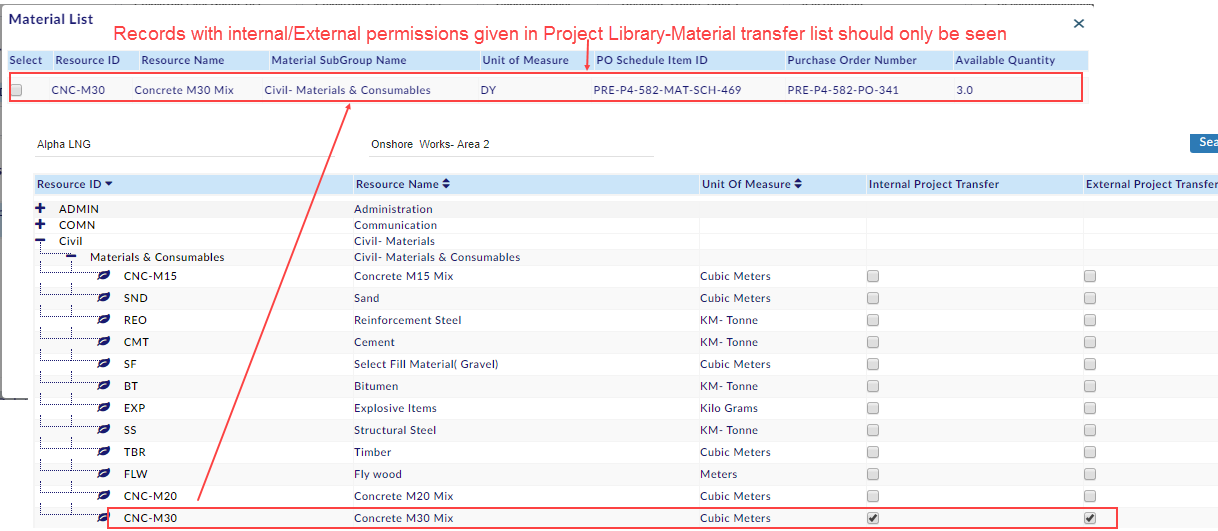 Material List
Records with internal/External permissions given in Project Library-Material transfer list should only be seen
Select Resource ID Resource Name Material SubGroup Name Unit of Measure PO Schedule Item ID Purchase Order Number Available Quantity
CNC-M30 Concrete M30 Mix Civil- Materials & Consumables DY PRE-P4-582-MAT-SCH-469 PRE-P4-582-PO-341 3.0
Alpha LNG Onshore Works- Area 2 Sea
Resource ID Resource Name Unit Of Measure Internal Project Transfer External Project Transfer
ADMIN Administration
COMN Communication
Civil Civil- Materials
Materials & Consumables Civil- Materials & Consumables
CNC-M15 Concrete M15 Mix Cubic Meters
SND Sand Cubic Meters
REO Reinforcement Steel KM- Tonne
CMT Cement KM- Tonne
SF Select Fill Material( Gravel) Cubic Meters
BT Bitumen KM- Tonne
EXP Explosive Items Kilo Grams
SS Structural Steel KM- Tonne
TBR Timber Cubic Meters
FLW Fly wood Meters
CNC-M20 Concrete M20 Mix Cubic Meters
CNC-M30 Concrete M30 Mix Cubic Meters